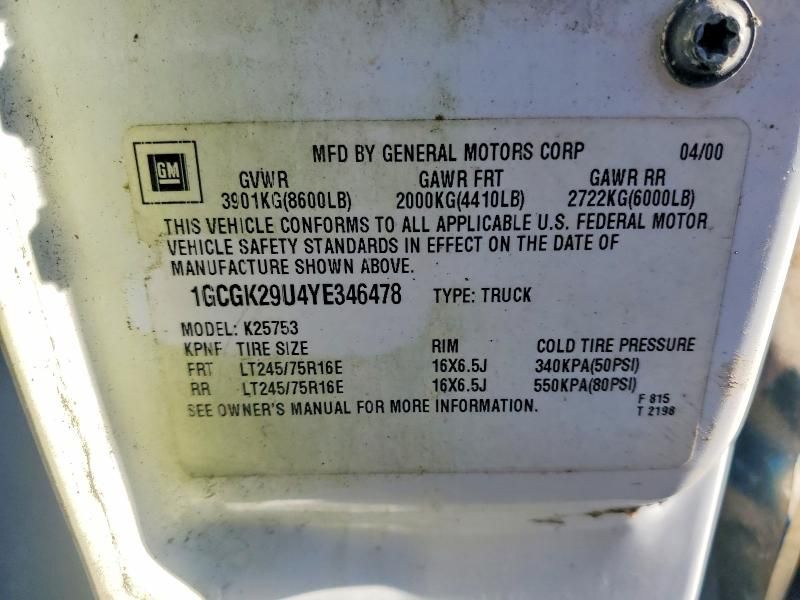 GM
MFD BY GENERAL MOTORS CORP 04/00
GVWR GAWR FRT GAWR RR
3901KG(8600LB) 2000KG(4410LB) 2722KG(6000LB)
THIS VEHICLE CONFORMS TO ALL APPLICABLE U.S. FEDERAL MOTOR
VEHICLE SAFETY STANDARDS IN EFFECT ON THE DATE OF
MANUFACTURE SHOWN ABOVE.
1GCGK29U4YE346478 TYPE: TRUCK
MODEL: K25753
KPNF TIRE SIZE RIM COLD TIRE PRESSURE
FRT LT245/75R16E 16X6.5J 340KPA(50PSI)
RR LT245/75R16E 16X6.5J 550KPA(80PSI)
SEE OWNER'S MANUAL FOR MORE INFORMATION.
F 815
T 2198